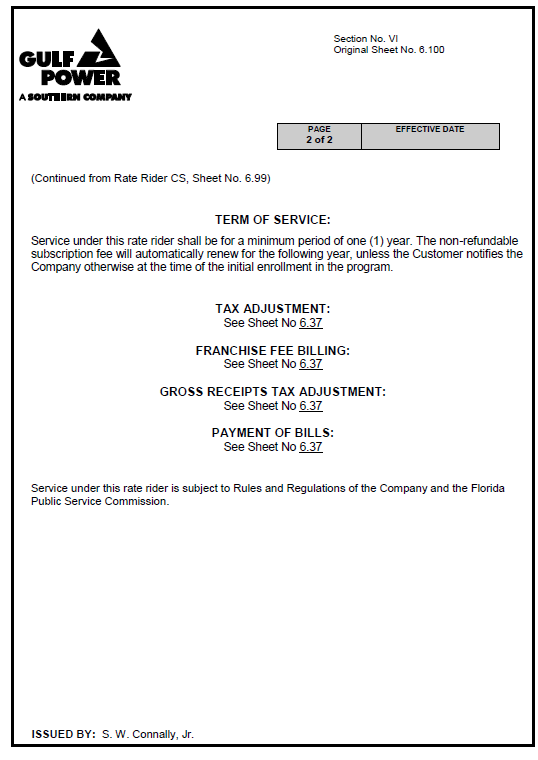 GULF
POWER
A SOUTHERN COMPANY
Section No. VI
Original Sheet No. 6.100
PAGE
2 of 2
EFFECTIVE DATE
(Continued from Rate Rider CS, Sheet No. 6.99)
TERM OF SERVICE:
Service under this rate rider shall be for a minimum period of one (1) year. The non-refundable
subscription fee will automatically renew for the following year, unless the Customer notifies the
Company otherwise at the time of the initial enrollment in the program.
TAX ADJUSTMENT:
See Sheet No 6.37
FRANCHISE FEE BILLING:
See Sheet No 6.37
GROSS RECEIPTS TAX ADJUSTMENT:
See Sheet No 6.37
PAYMENT OF BILLS:
See Sheet No 6.37
Service under this rate rider is subject to Rules and Regulations of the Company and the Florida
Public Service Commission.
ISSUED BY: S. W. Connally, Jr.